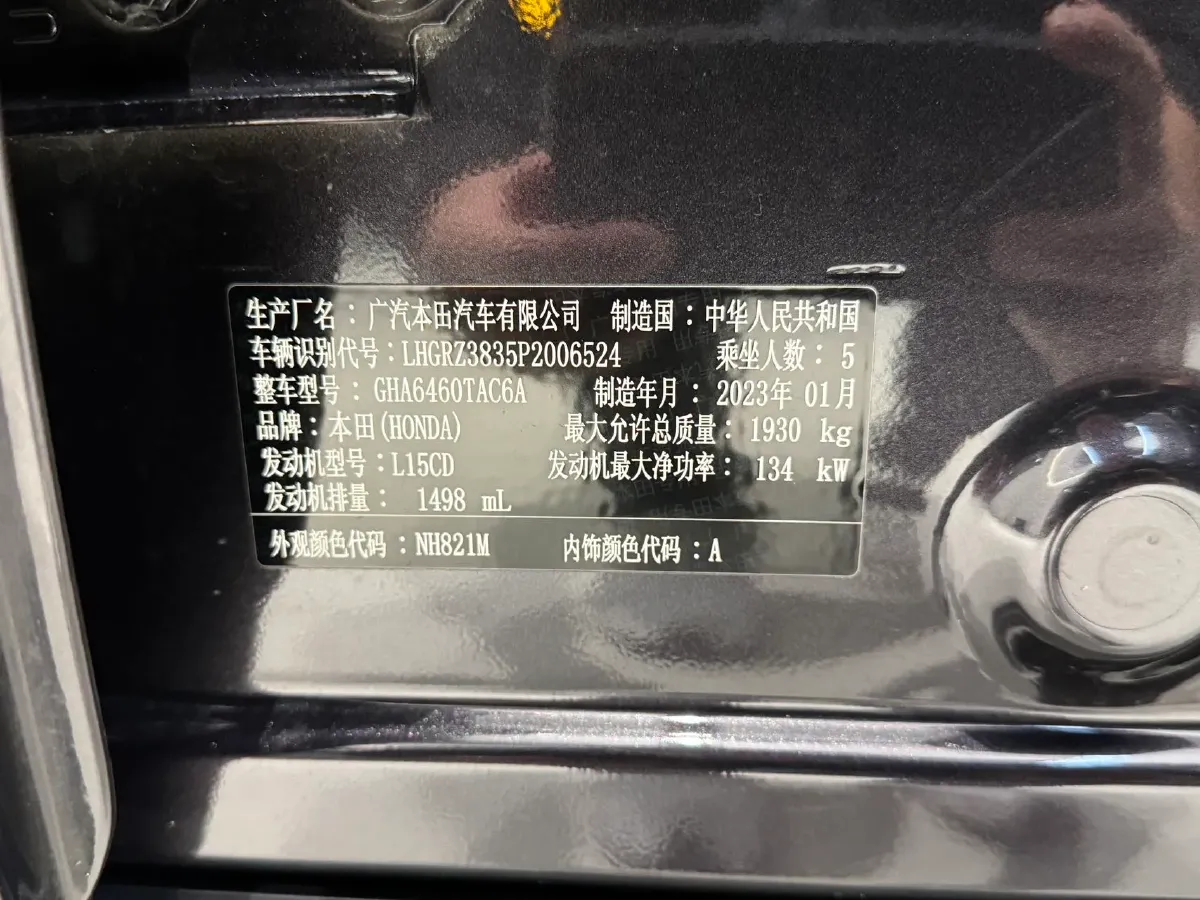 生产厂名：广汽本田汽车有限公司 制造国：中华人民共和国
车辆识别代号：LHGRZ3835P2006524 乘坐人数：5
整车型号：GHA6460TAC6A 制造年月：2023年 01月
品牌：本田(HONDA) 最大允许总质量：1930 kg
发动机型号：L15CD 发动机最大净功率：134 kW
发动机排量：1498 mL
外观颜色代码：NH821M 内饰颜色代码：A